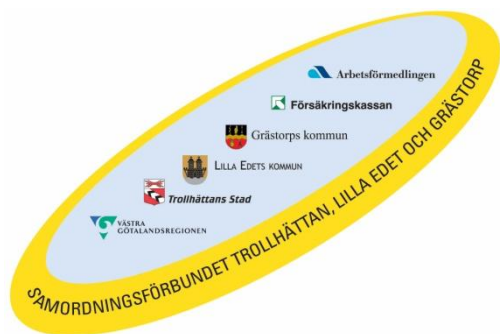 Arbetsförmedlingen
Försäkringskassan
Grästorps kommun
LILLA EDETS KOMMUN
Trollhättans Stad
VÄSTRA
GÖTALANDSREGIONEN
SAMORDNINGSFÖRBUNDET TROLLHÄTTAN, LILLA EDET OCH GRÄSTORP